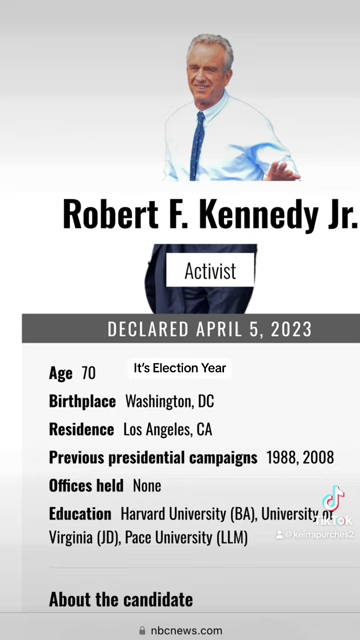 Robert F. Kennedy Jr.
Activist
DECLARED APRIL 5, 2023
Age 70
It's Election Year
Birthplace Washington, DC
Residence Los Angeles, CA
Previous presidential campaigns 1988, 2008
Offices held None
Education Harvard University (BA), University of
Virginia (JD), Pace University (LLM)
TikTok
@keirrapurches2
About the candidate
nbcnews.com